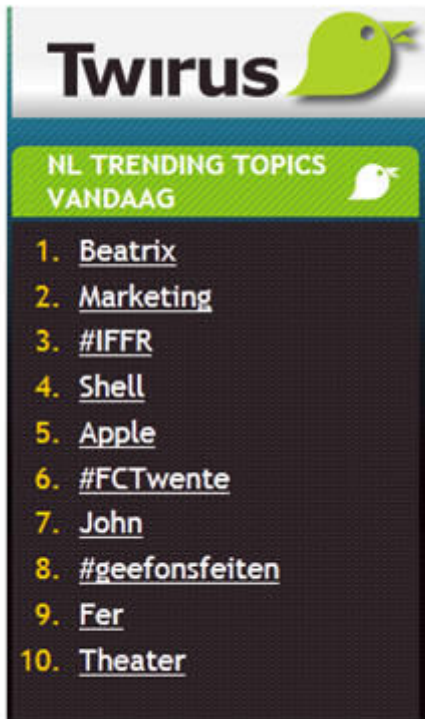 Twirus
NL TRENDING TOPICS
VANDAAG
1. Beatrix
2. Marketing
3. #IFFR
4. Shell
5. Apple
6. #FCTwente
7. John
8. #geefonsfeiten
9. Fer
10. Theater